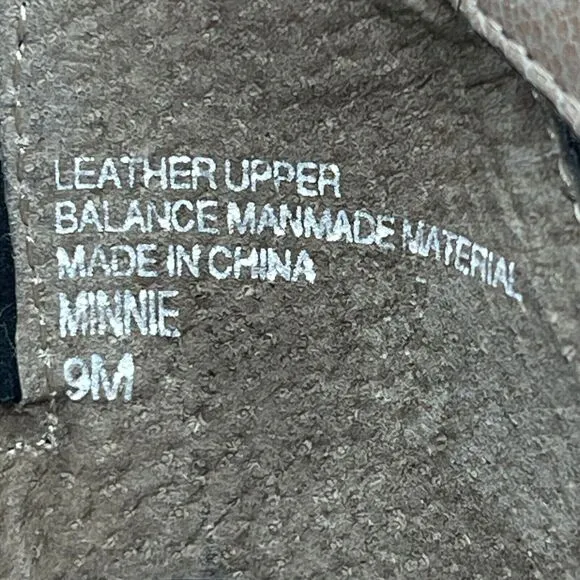 LEATHER UPPER
BALANCE MANMADE MATERIAL
MADE IN CHINA
MINNIE
9M